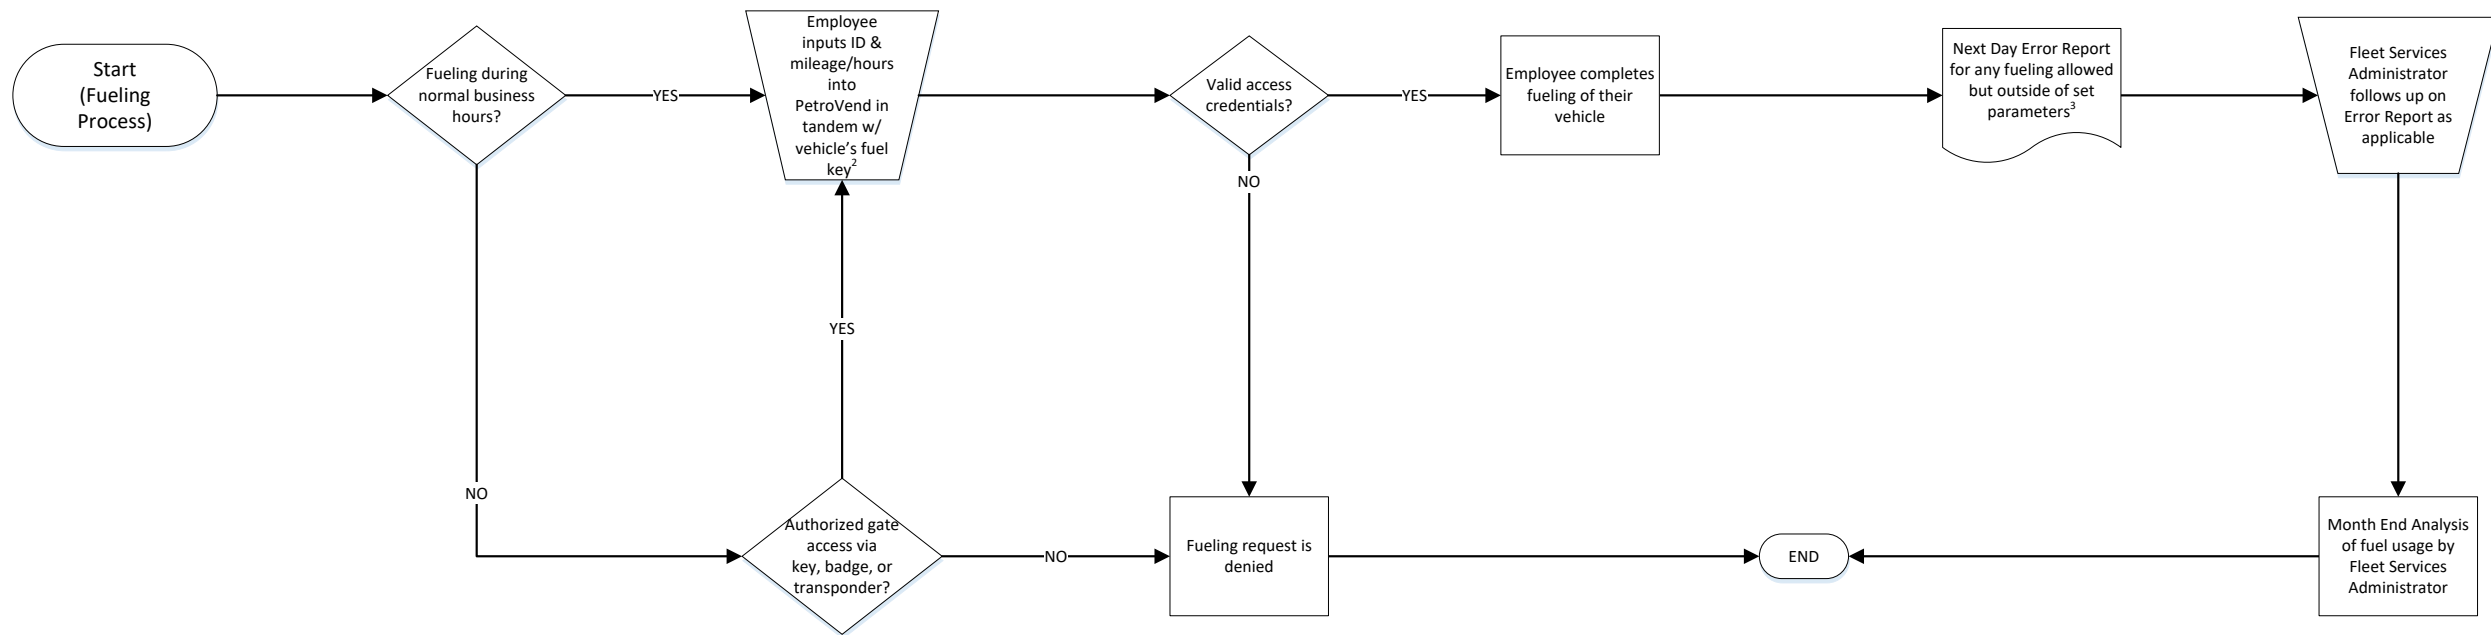 Start
(Fueling
Process)
Fueling during
normal business
hours?
YES
Employee
inputs ID &
mileage/hours
into
PetroVend in
tandem w/
vehicle's fuel
key²
Valid access
credentials?
YES
Employee completes
fueling of their
vehicle
Next Day Error Report
for any fueling allowed
but outside of set
parameters³
Fleet Services
Administrator
follows up on
Error Report as
applicable
NO
YES
NO
Authorized gate
access via
key, badge, or
transponder?
NO
Fueling request is
denied
END
Month End Analysis
of fuel usage by
Fleet Services
Administrator